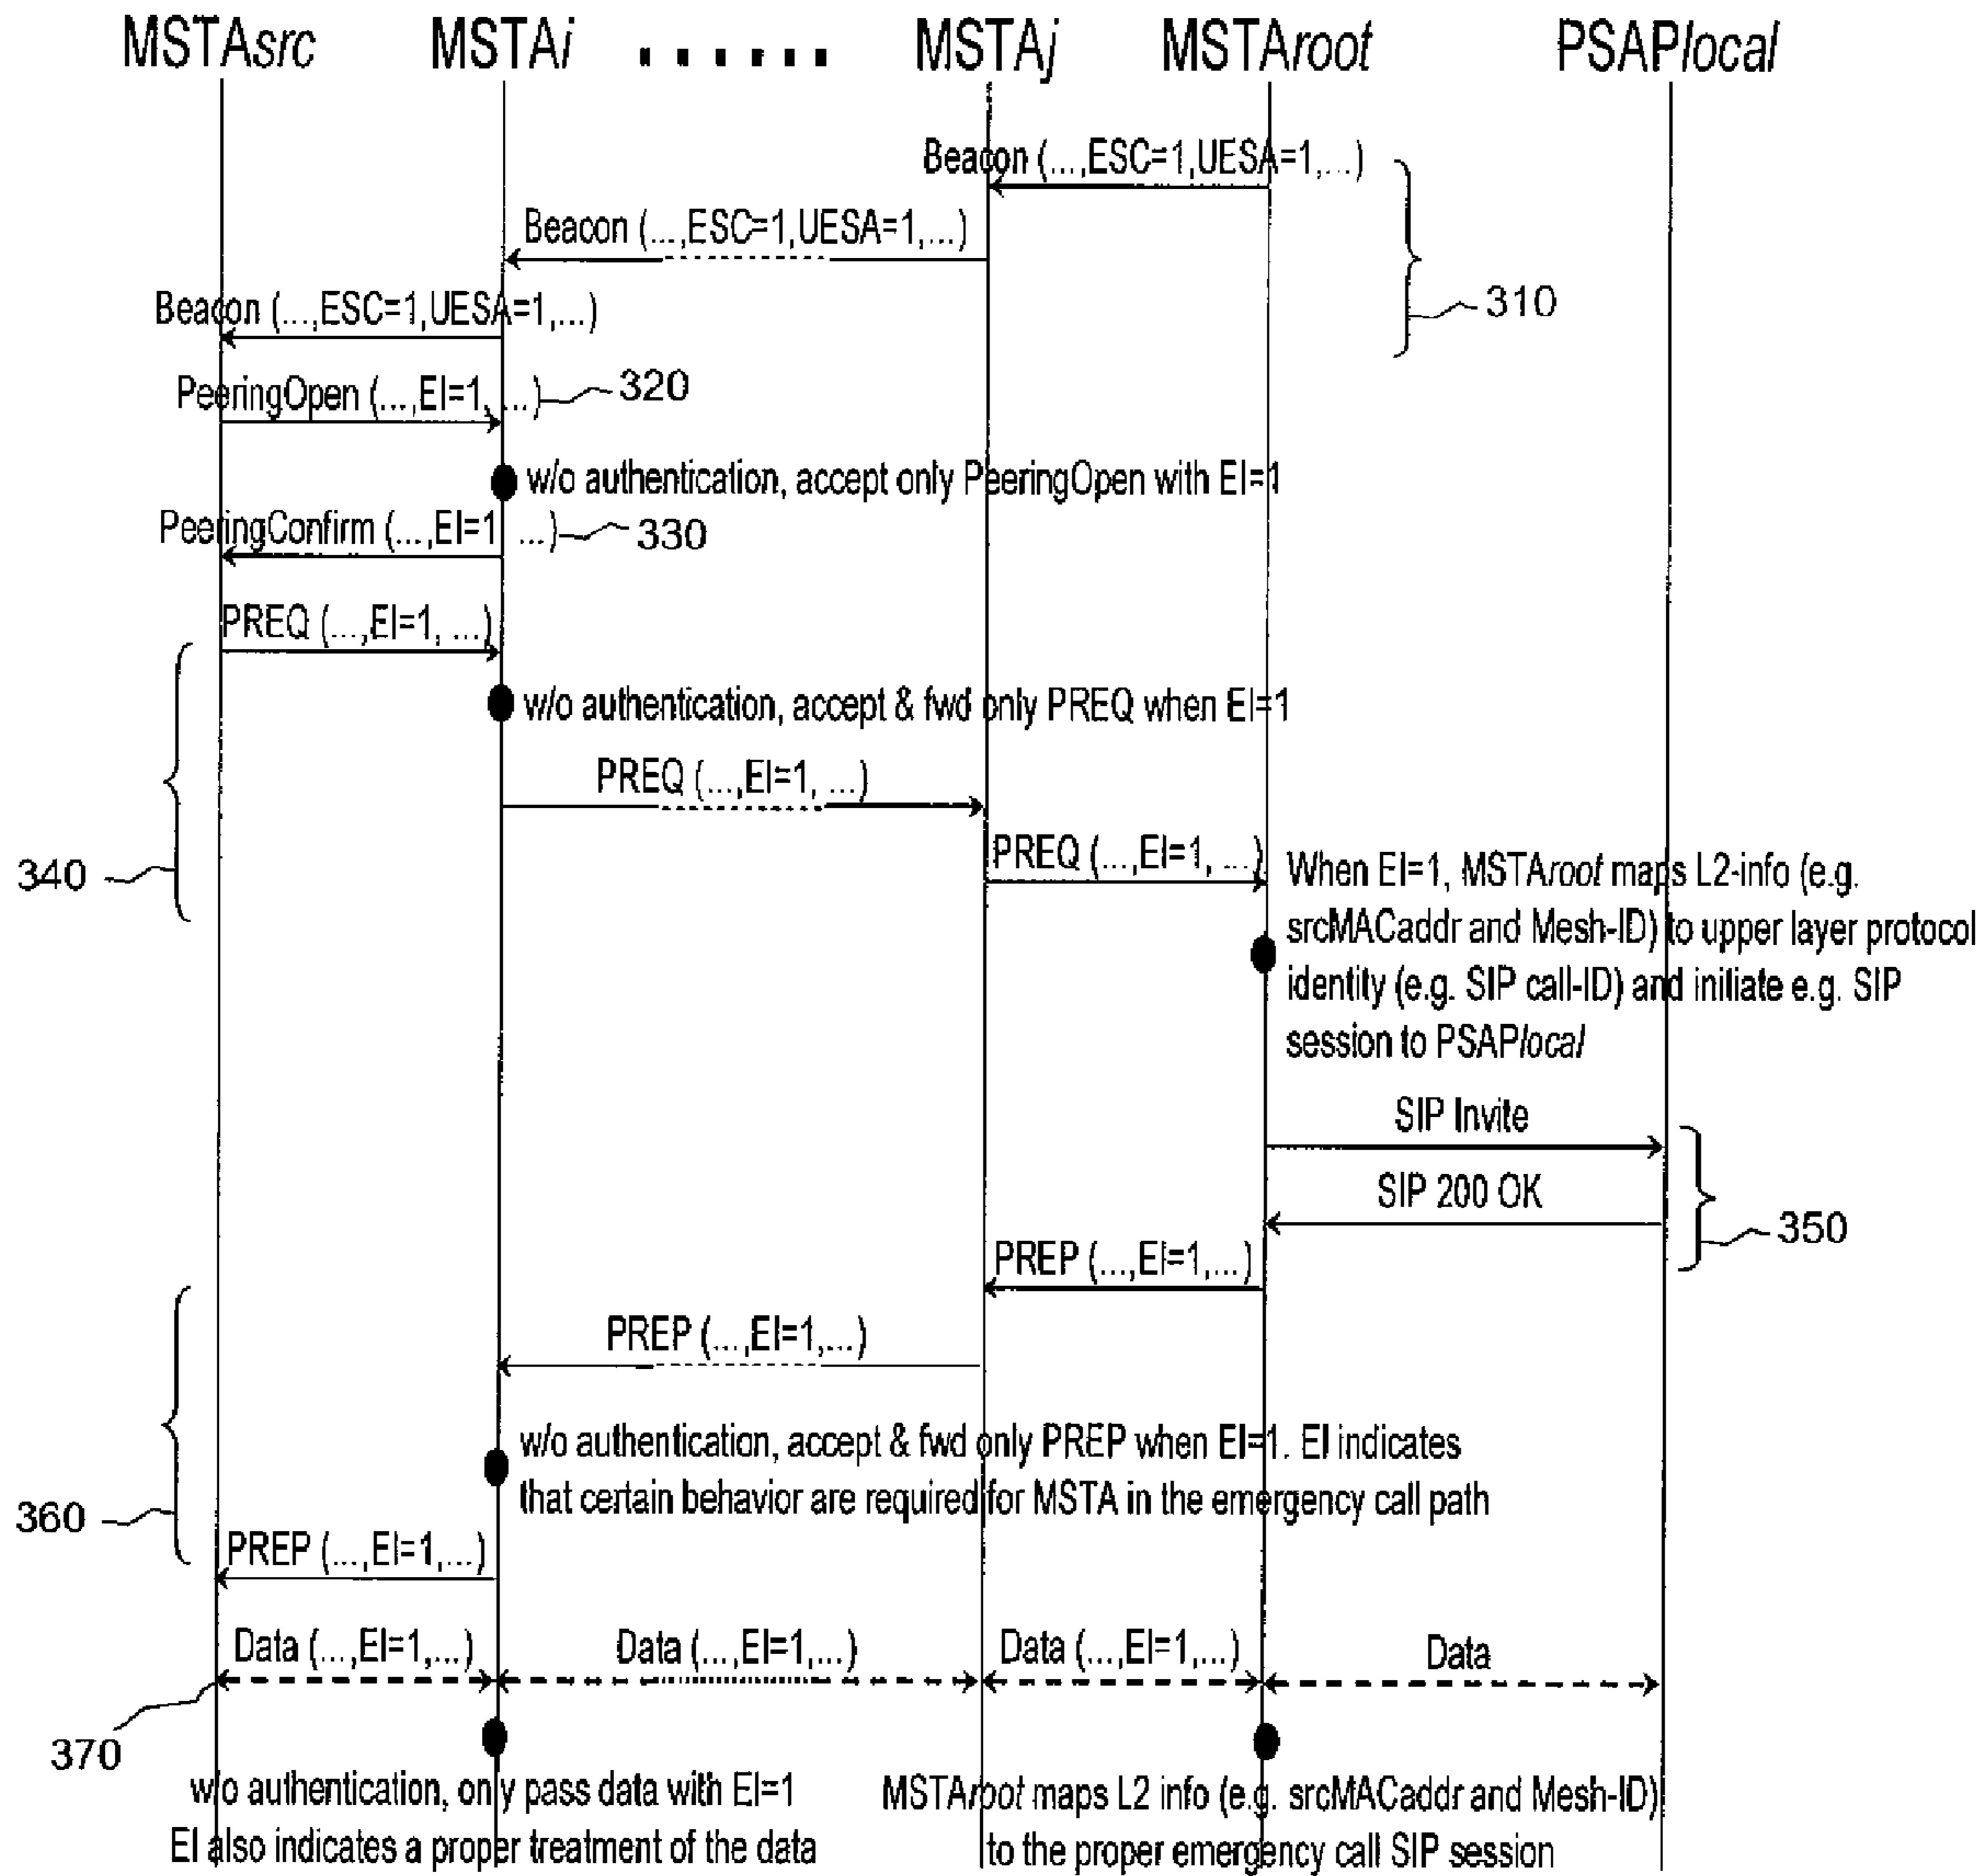 MSTAsrc MSTAi ...... MSTAj MSTAroot PSAPlocal
Beacon (...,ESC=1,UESA=1,...)
Beacon (...,ESC=1,UESA=1,...)
310
Beacon (...,ESC=1,UESA=1,...)
PeeringOpen (...,EI=1, ...) 320
w/o authentication, accept only PeeringOpen with EI=1
PeeringConfirm (...,EI=1 ...) 330
PREQ (...,EI=1, ...)
w/o authentication, accept & fwd only PREQ when EI=1
PREQ (...,EI=1, ...)
340
PREQ (...,EI=1, ...)
When EI=1, MSTAroot maps L2-info (e.g.
srcMACaddr and Mesh-ID) to upper layer protocol
identity (e.g. SIP call-ID) and initiate e.g. SIP
session to PSAPlocal
SIP Invite
SIP 200 OK
350
PREP (...,EI=1,...)
PREP (...,EI=1,...)
w/o authentication, accept & fwd only PREP when EI=1. EI indicates
that certain behavior are required for MSTA in the emergency call path
360
PREP (...,EI=1,...)
Data (...,EI=1,...) Data (...,EI=1,...) Data (...,EI=1,...) Data
370
w/o authentication, only pass data with EI=1
EI also indicates a proper treatment of the data
MSTAroot maps L2 info (e.g. srcMACaddr and Mesh-ID)
to the proper emergency call SIP session